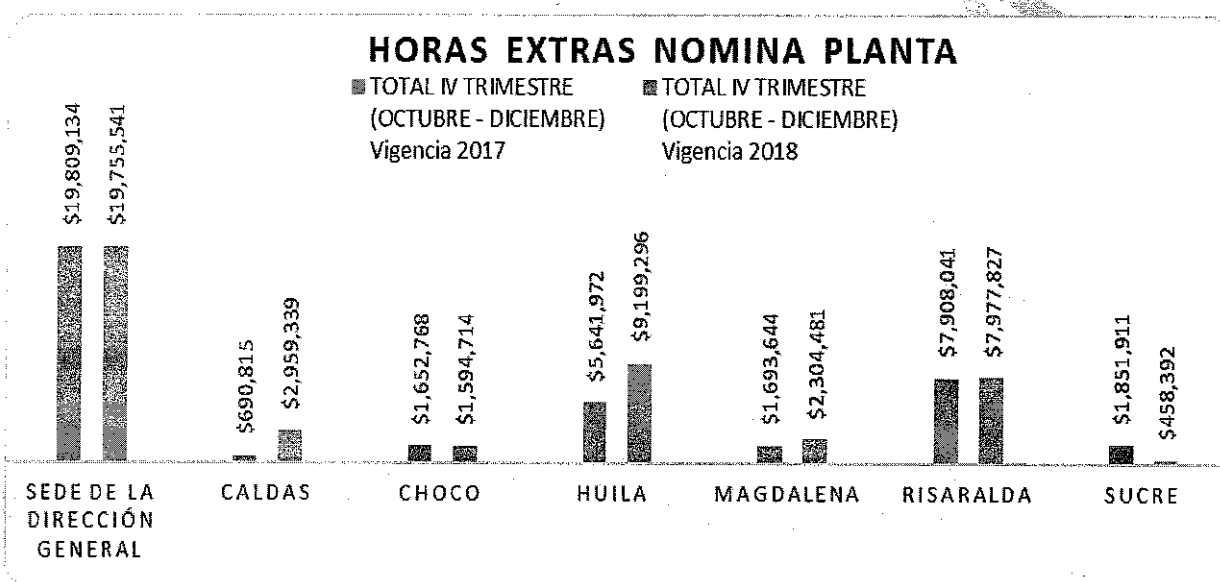 HORAS EXTRAS NOMINA PLANTA
TOTAL IV TRIMESTRE
(OCTUBRE - DICIEMBRE)
Vigencia 2017
TOTAL IV TRIMESTRE
(OCTUBRE - DICIEMBRE)
Vigencia 2018
$19,809,134
$19,755,541
$690,815
$2,959,339
$1,652,768
$1,594,714
$5,641,972
$9,199,296
$1,693,644
$2,304,481
$7,908,041
$7,977,827
$1,851,911
$458,392
SEDE DE LA
DIRECCIÓN
GENERAL
CALDAS
CHOCO
HUILA
MAGDALENA
RISARALDA
SUCRE